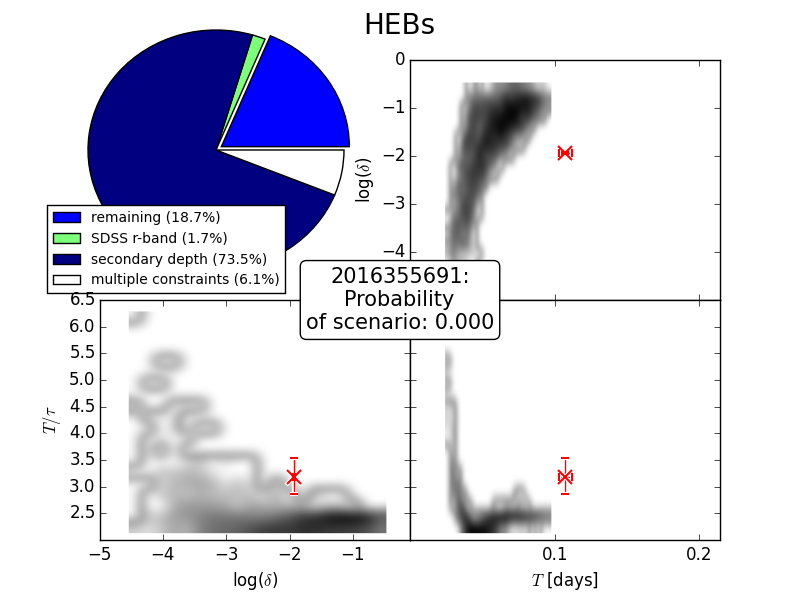 HEBs
remaining (18.7%)
SDSS r-band (1.7%)
secondary depth (73.5%)
multiple constraints (6.1%)
0
−1
−2
−3
−4
log(δ)
2016355691:
Probability
of scenario: 0.000
6.5
6.0
5.5
5.0
4.5
4.0
3.5
3.0
2.5
T/τ
−5 −4 −3 −2 −1
log(δ)
0.1 0.2
T [days]